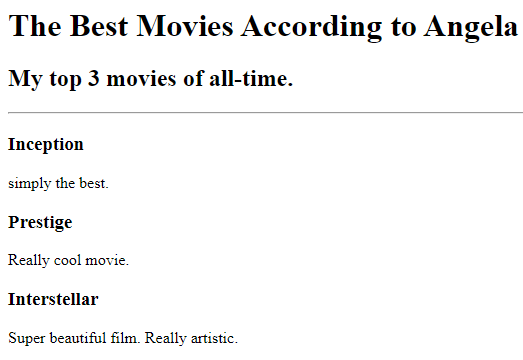 The Best Movies According to Angela
My top 3 movies of all-time.
Inception
simply the best.
Prestige
Really cool movie.
Interstellar
Super beautiful film. Really artistic.